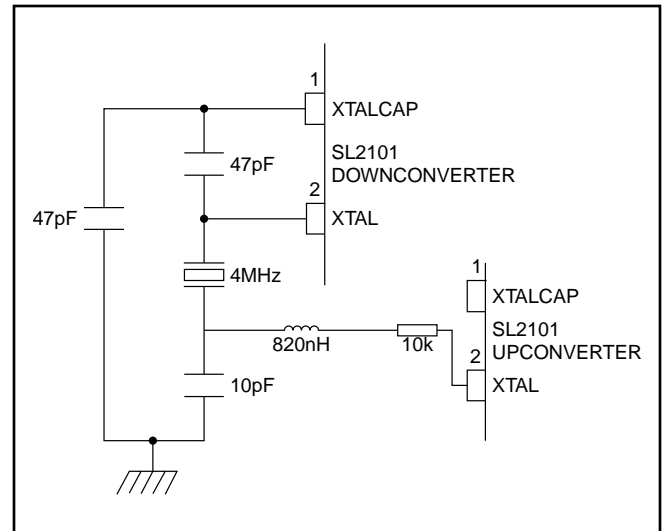 1
XTALCAP
SL2101
DOWNCONVERTER
47pF
2
XTAL
47pF
4MHz
1
XTALCAP
SL2101
UPCONVERTER
820nH
10k
2
XTAL
10pF